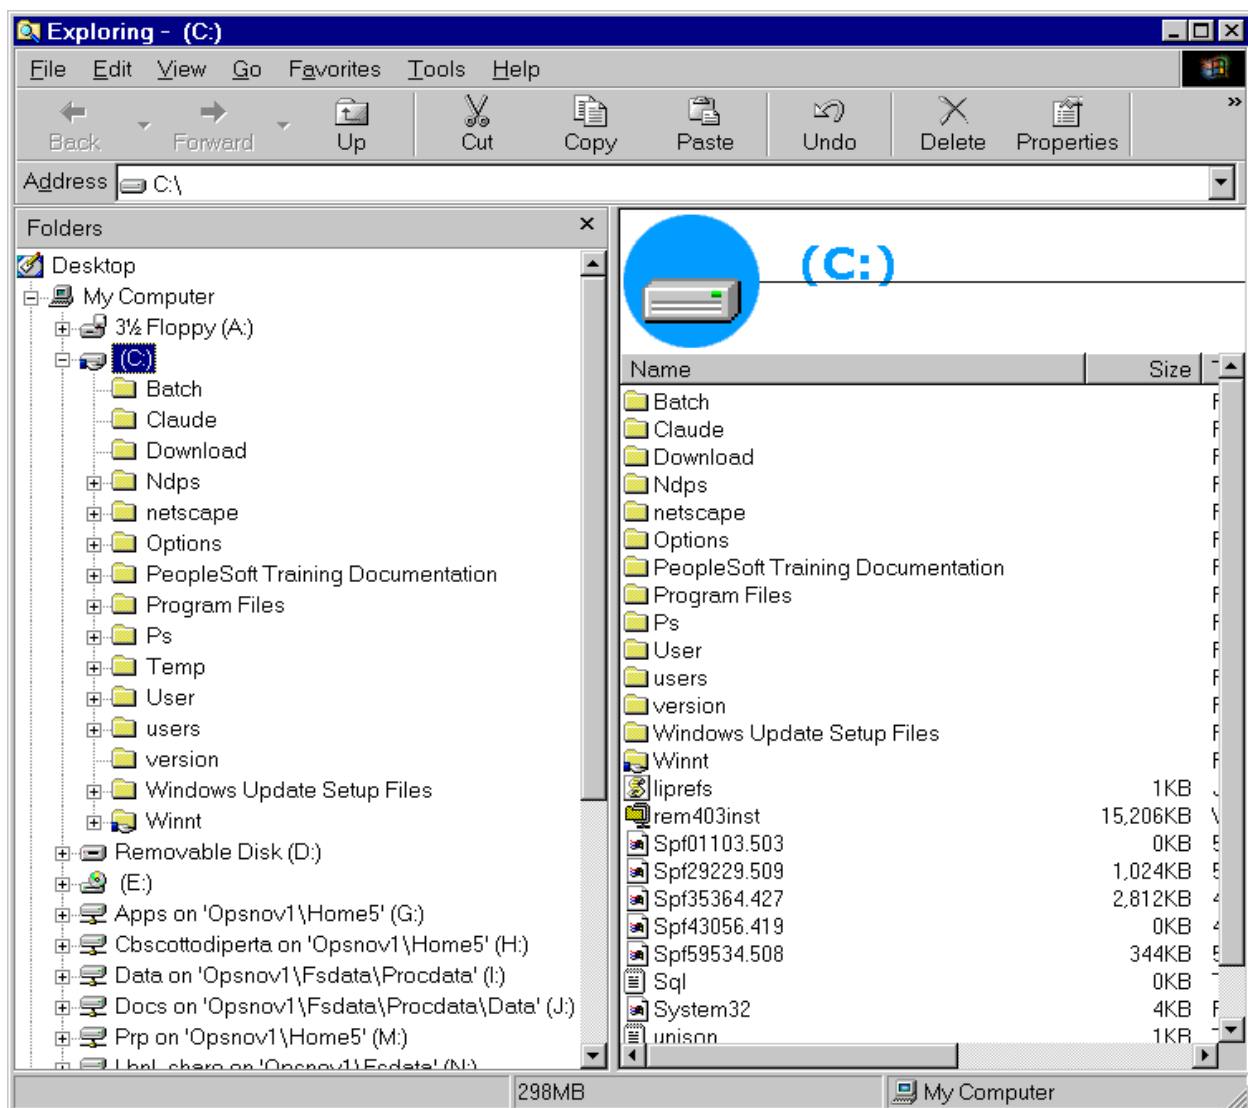 Exploring - (C:)
File Edit View Go Favorites Tools Help
Back Forward Up Cut Copy Paste Undo Delete Properties »
Address C:\
Folders
Desktop
My Computer
3½ Floppy (A:)
(C:)
Batch
Claude
Download
Ndps
netscape
Options
PeopleSoft Training Documentation
Program Files
Ps
Temp
User
users
version
Windows Update Setup Files
Winnt
Removable Disk (D:)
(E:)
Apps on 'Opsnov1\Home5' (G:)
Cbscottodiperta on 'Opsnov1\Home5' (H:)
Data on 'Opsnov1\Fsdata\Procdata' (I:)
Docs on 'Opsnov1\Fsdata\Procdata\Data' (J:)
Prp on 'Opsnov1\Home5' (M:)
(C:)
Name Size
Batch
Claude
Download
Ndps
netscape
Options
PeopleSoft Training Documentation
Program Files
Ps
User
users
version
Windows Update Setup Files
Winnt
liprefs 1KB
rem403inst 15,206KB
Spf01103.503 0KB
Spf29229.509 1,024KB
Spf35364.427 2,812KB
Spf43056.419 0KB
Spf59534.508 344KB
Sql 0KB
System32 4KB
unison 1KB
298MB My Computer